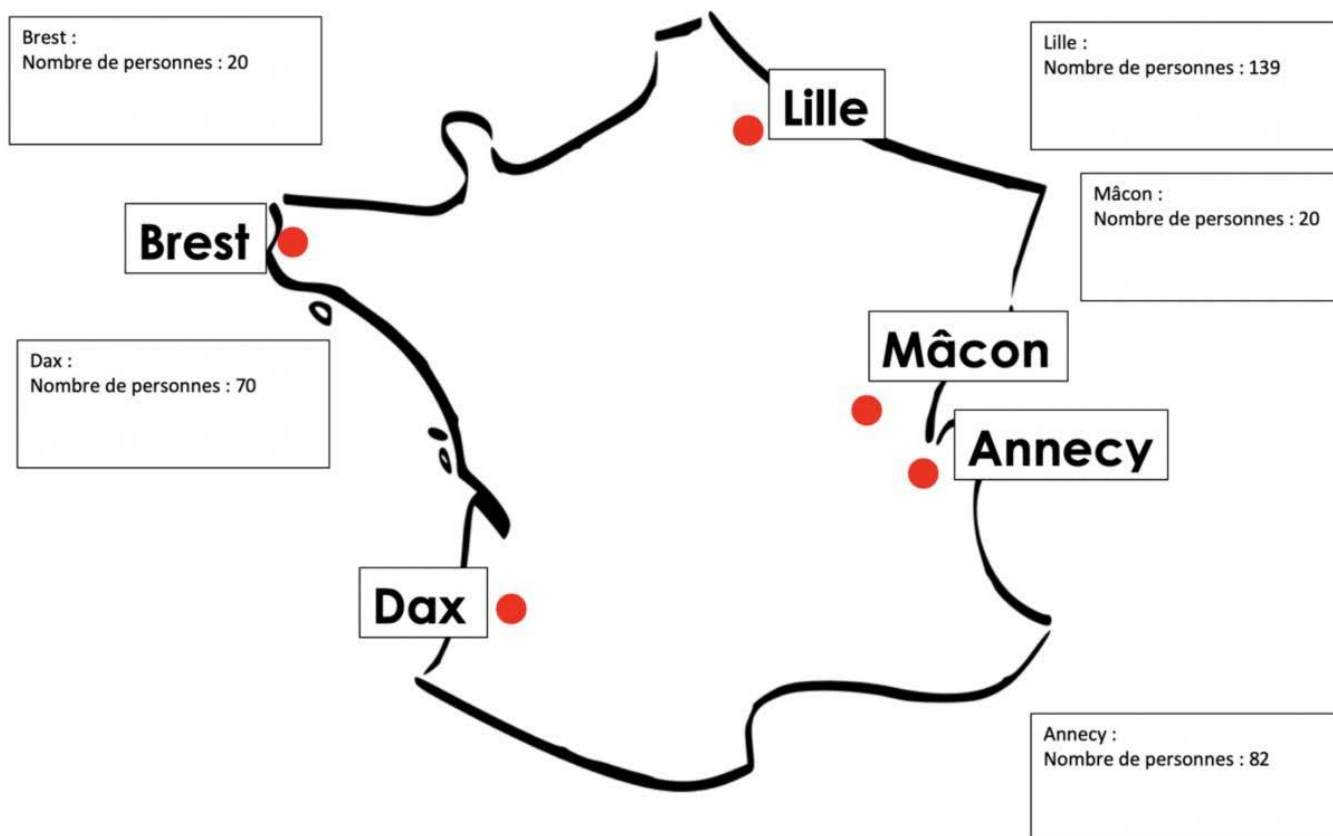 Brest :
Nombre de personnes : 20
Lille :
Nombre de personnes : 139
Lille
Mâcon :
Nombre de personnes : 20
Brest
Mâcon
Dax :
Nombre de personnes : 70
Annecy
Dax
Annecy :
Nombre de personnes : 82